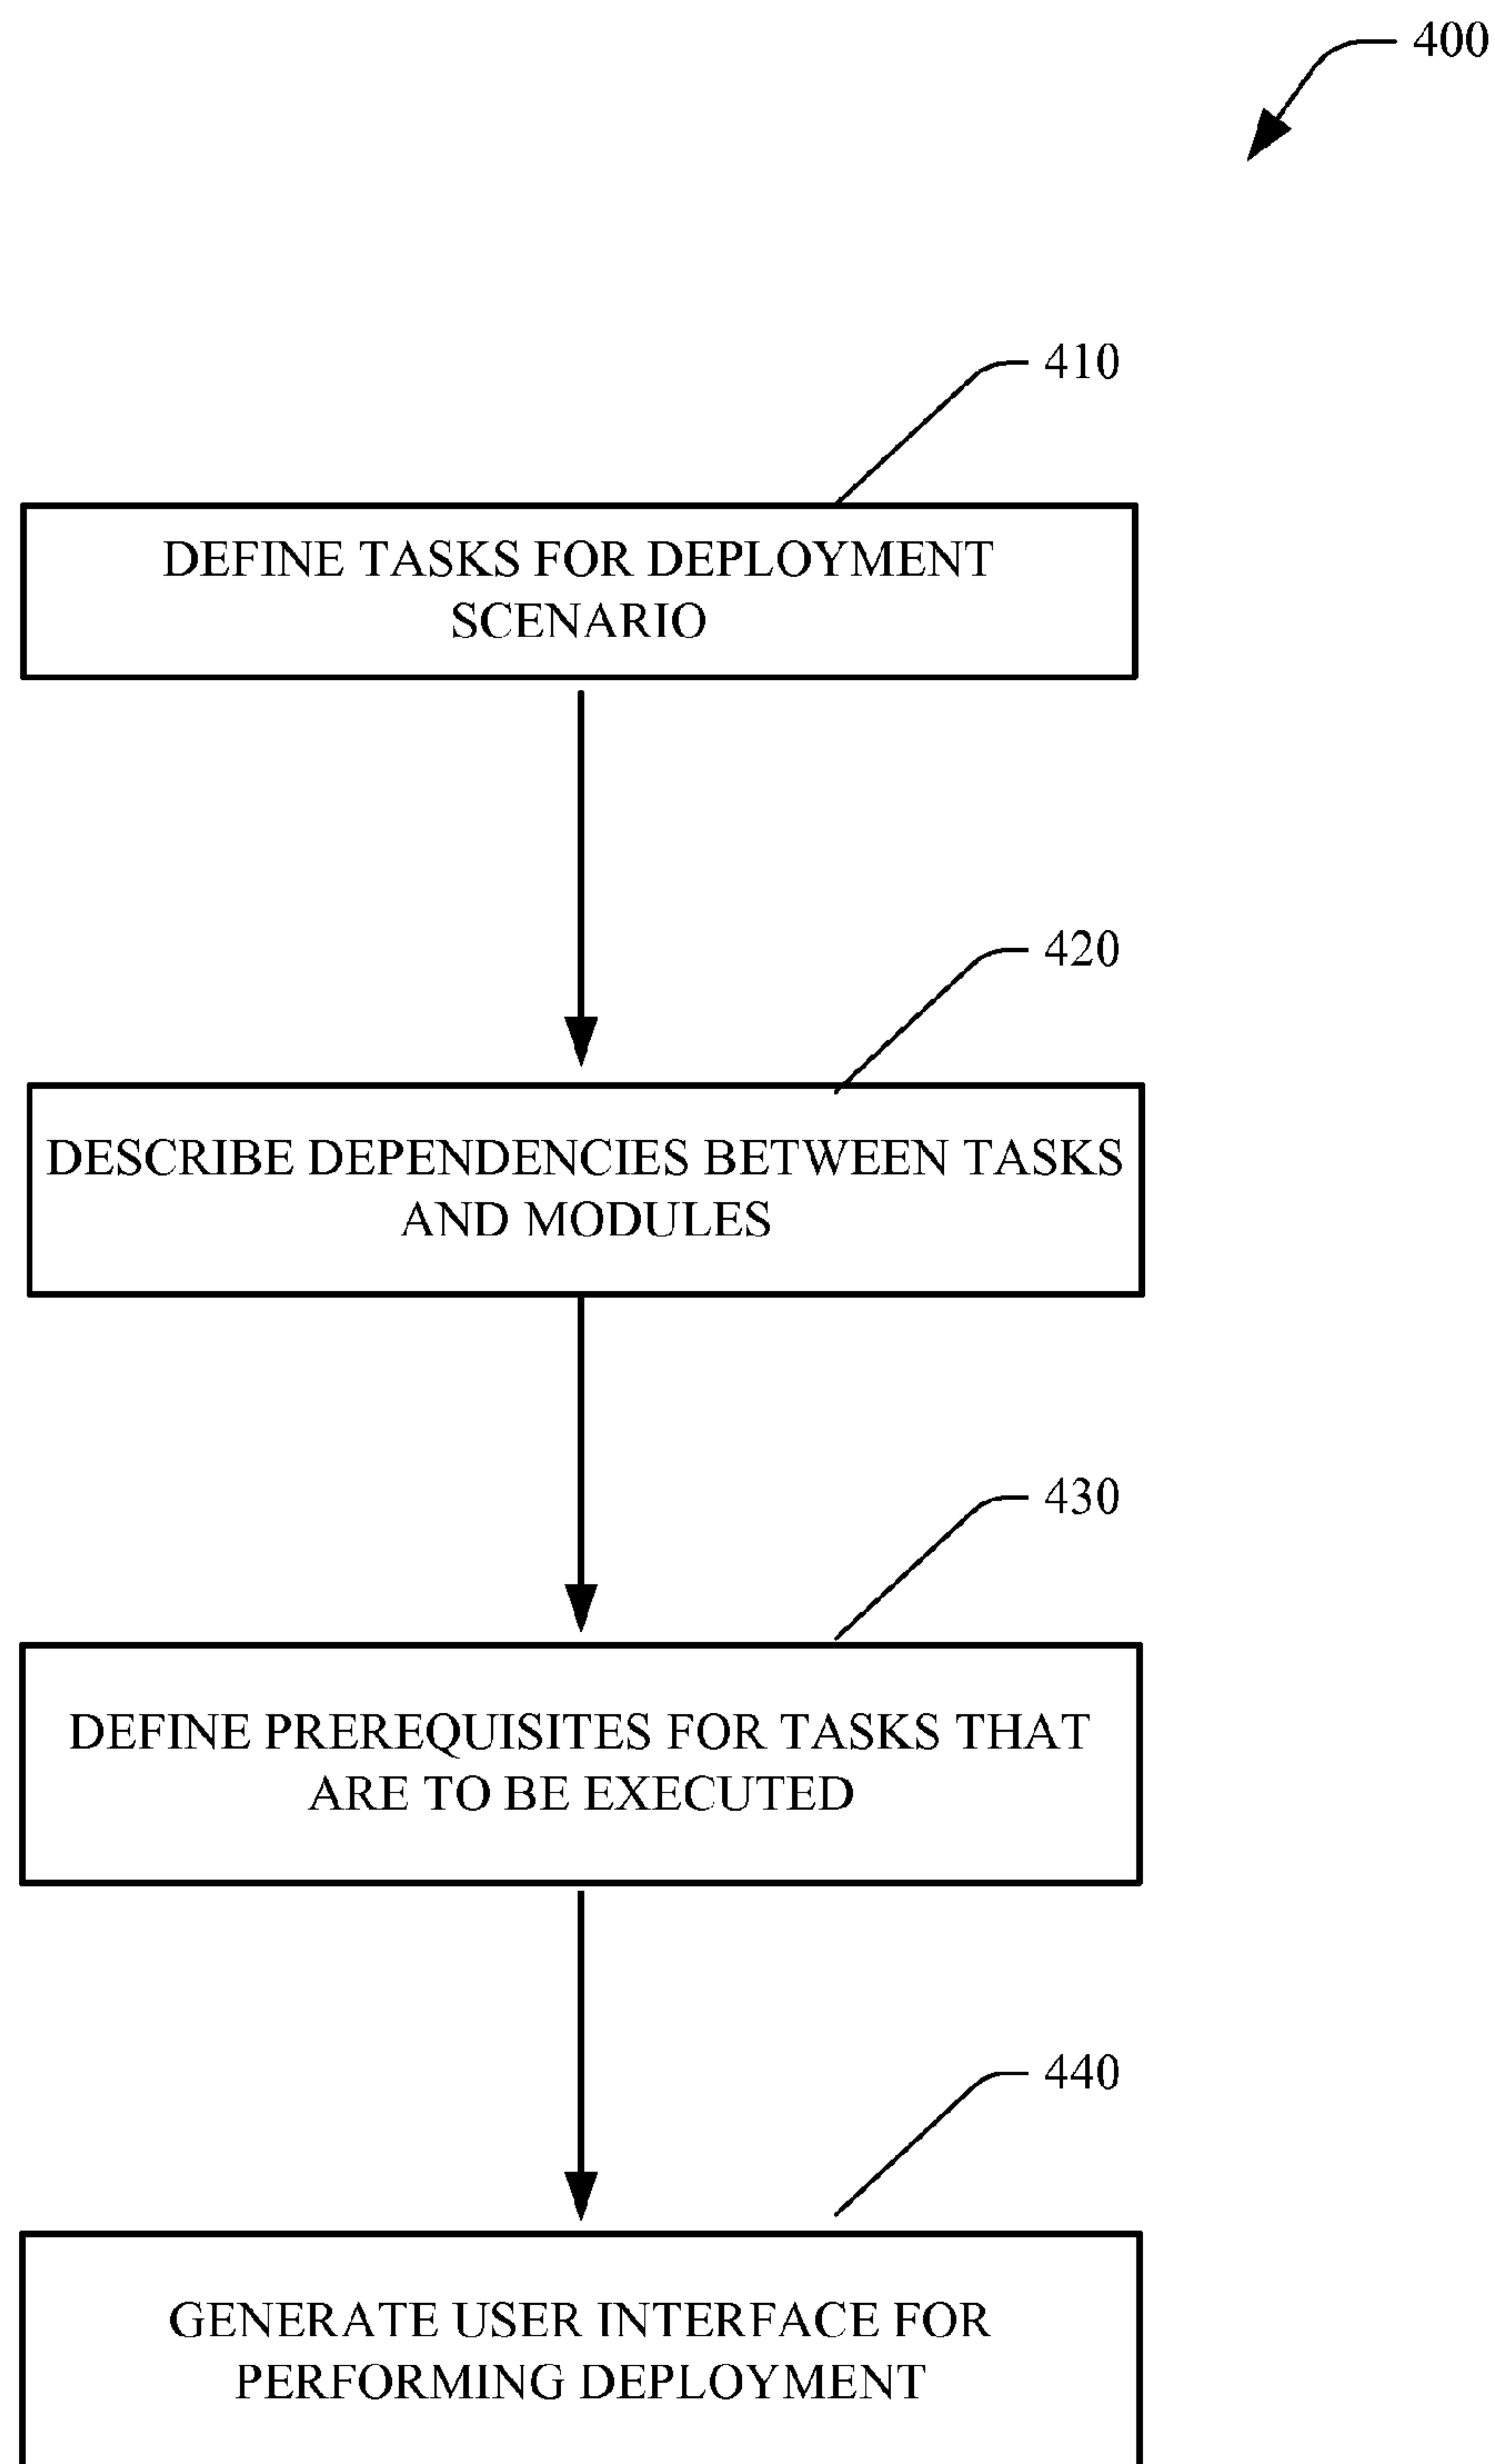 400
410
DEFINE TASKS FOR DEPLOYMENT
SCENARIO
420
DESCRIBE DEPENDENCIES BETWEEN TASKS
AND MODULES
430
DEFINE PREREQUISITES FOR TASKS THAT
ARE TO BE EXECUTED
440
GENERATE USER INTERFACE FOR
PERFORMING DEPLOYMENT